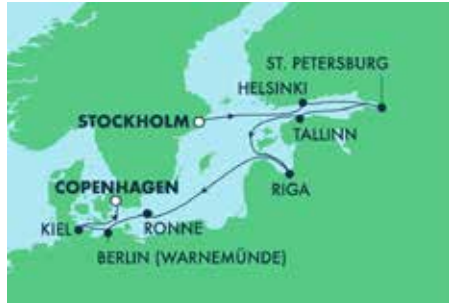 ST. PETERSBURG
HELSINKI
STOCKHOLM
TALLINN
COPENHAGEN
RIGA
KIEL
RONNE
BERLIN (WARNEMÜNDE)